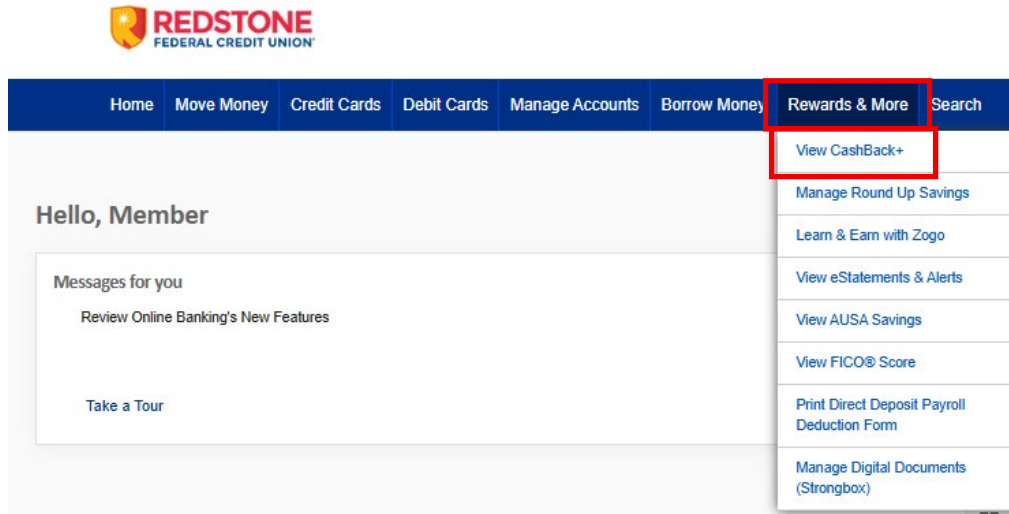 REDSTONE
FEDERAL CREDIT UNION
Home Move Money Credit Cards Debit Cards Manage Accounts Borrow Money Rewards & More Search
View CashBack+
Manage Round Up Savings
Learn & Earn with Zogo
View eStatements & Alerts
View AUSA Savings
View FICO® Score
Print Direct Deposit Payroll
Deduction Form
Manage Digital Documents
(Strongbox)
Hello, Member
Messages for you
Review Online Banking's New Features
Take a Tour